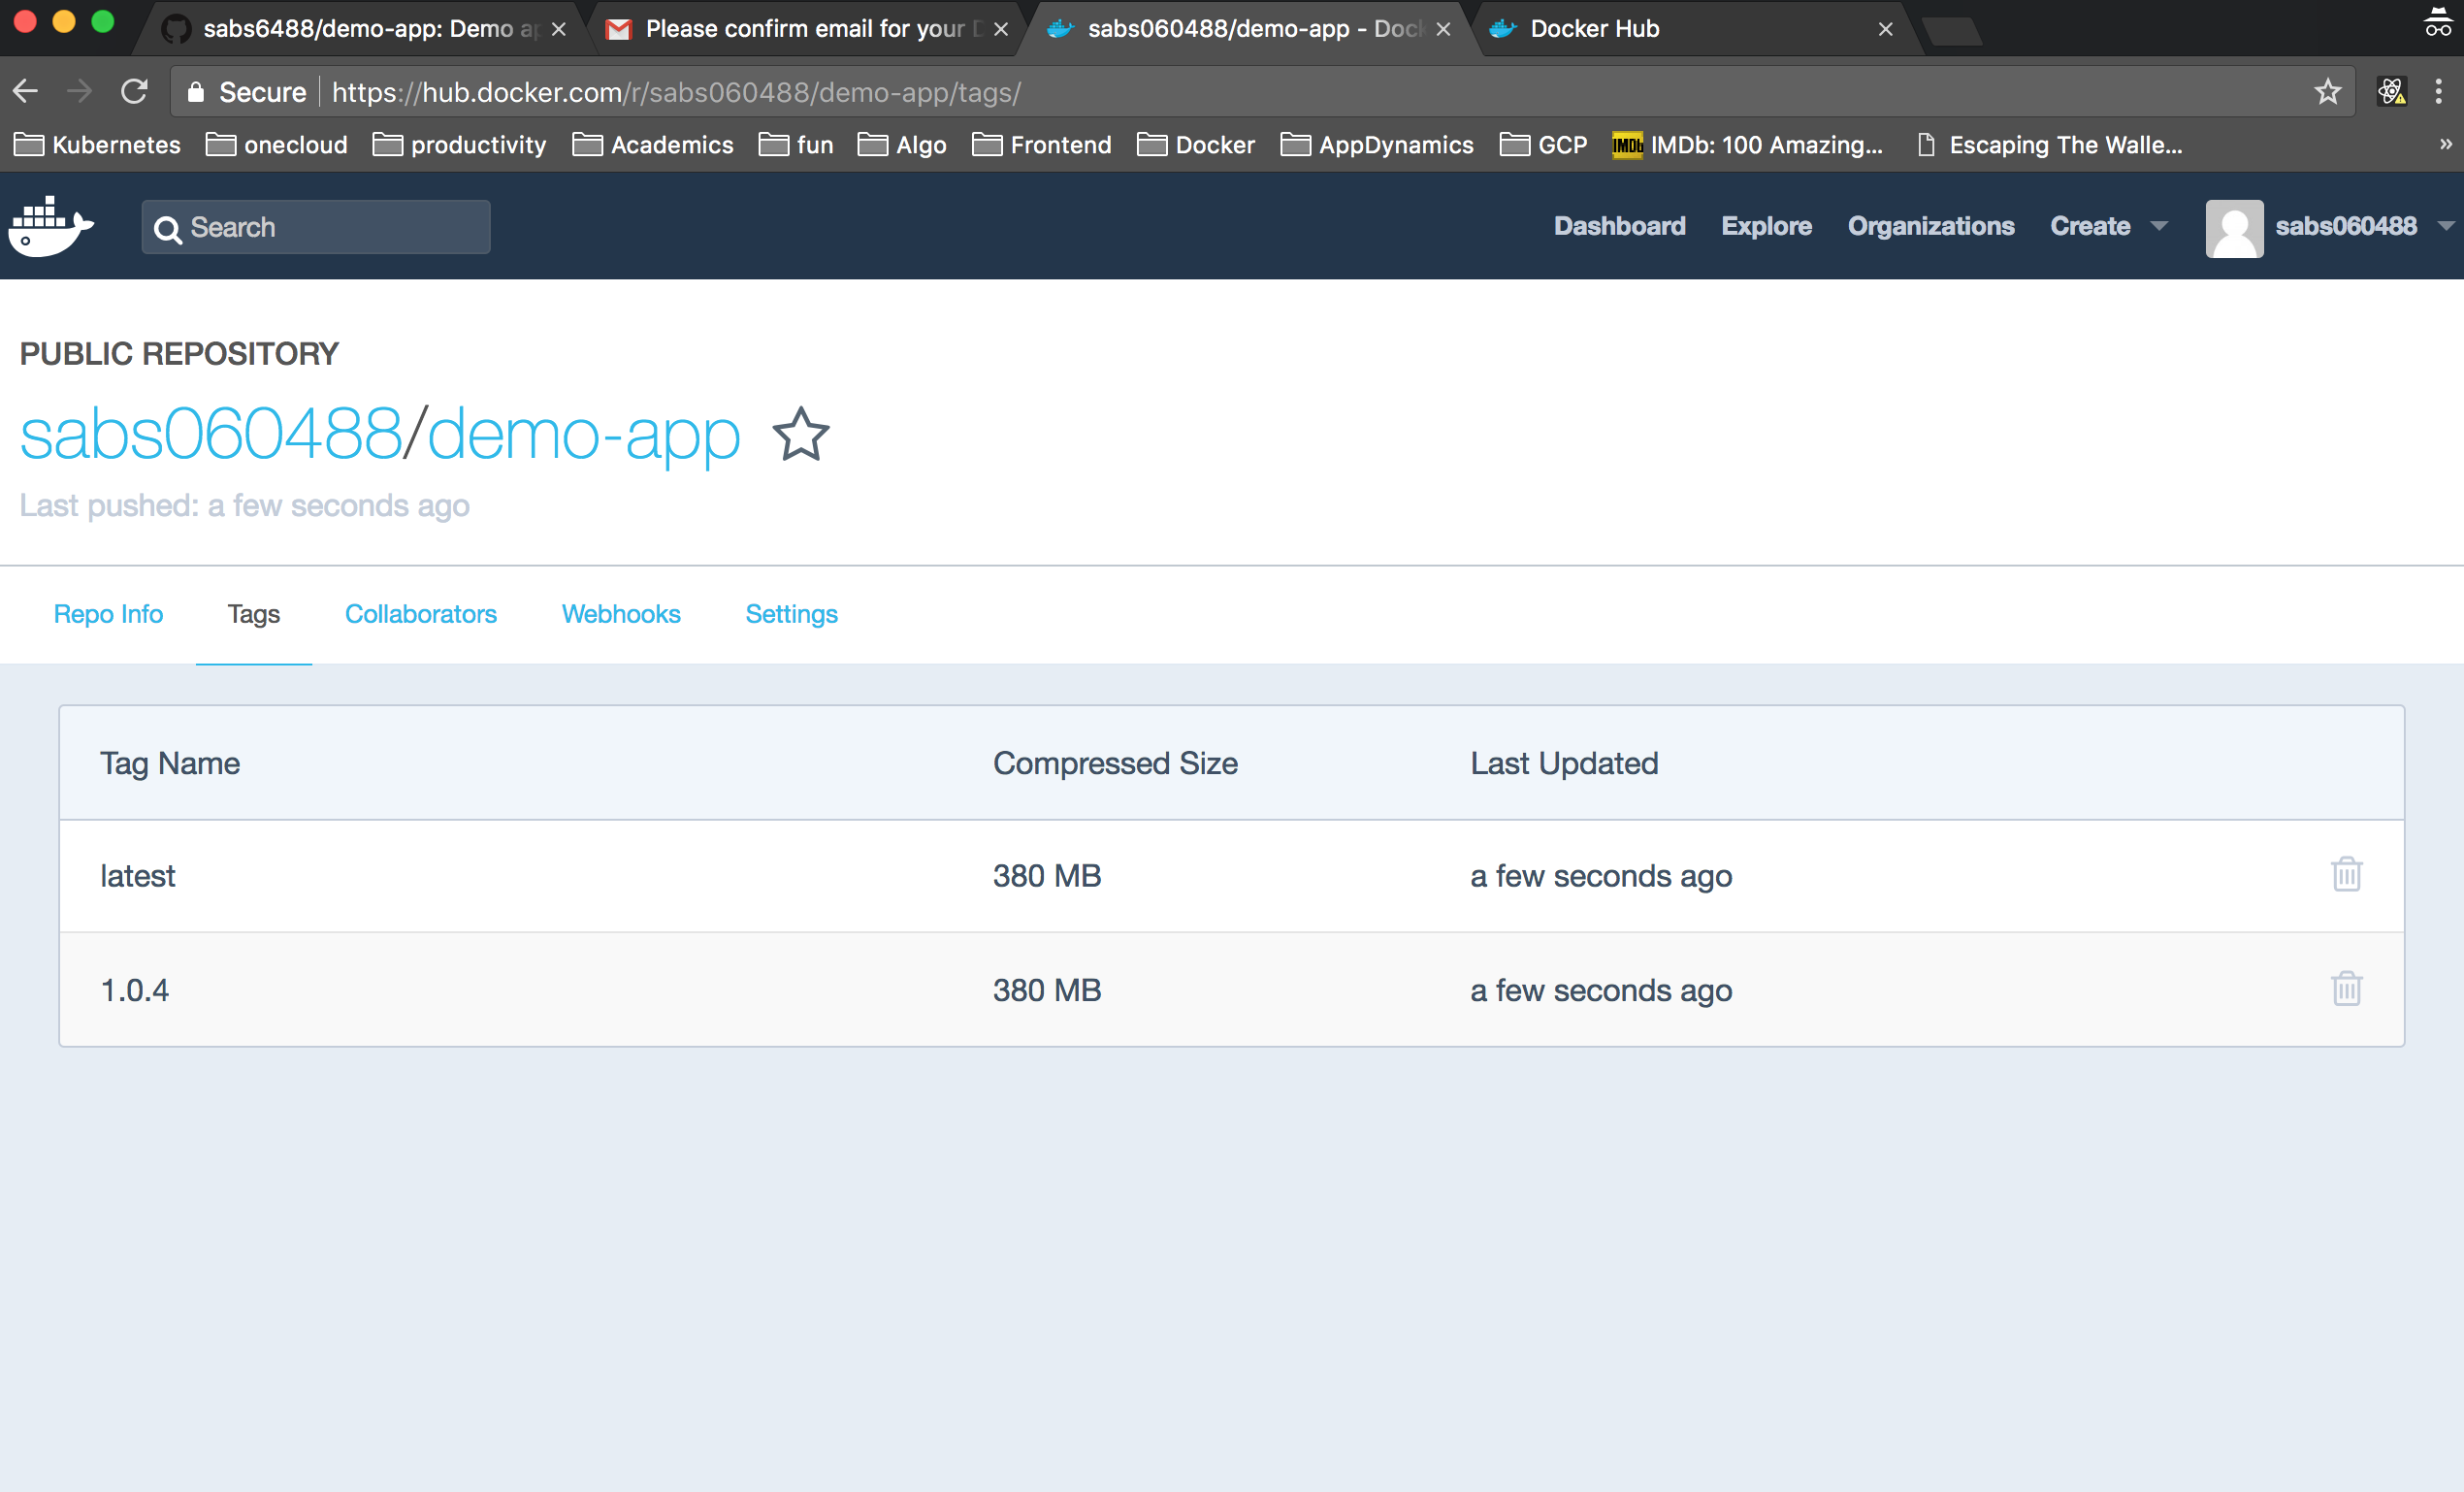 sabs6488/demo-app: Demo ap
Please confirm email for your D
sabs060488/demo-app - Dock
Docker Hub
Secure
https://hub.docker.com/r/sabs060488/demo-app/tags/
Kubernetes onecloud productivity Academics fun Algo Frontend Docker AppDynamics GCP IMDb IMDb: 100 Amazing... Escaping The Walle... »
Search Dashboard Explore Organizations Create sabs060488
PUBLIC REPOSITORY
sabs060488/demo-app
Last pushed: a few seconds ago
Repo Info Tags Collaborators Webhooks Settings
Tag Name Compressed Size Last Updated
latest 380 MB a few seconds ago
1.0.4 380 MB a few seconds ago